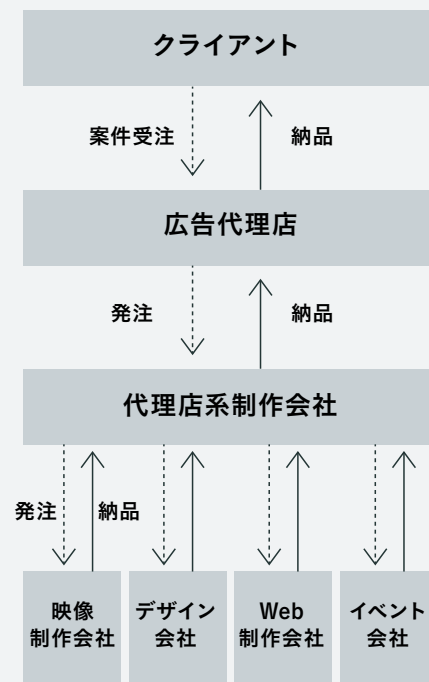 クライアント
案件受注
納品
広告代理店
発注
納品
代理店系制作会社
発注
納品
映像
制作会社
デザイン
会社
Web
制作会社
イベント
会社